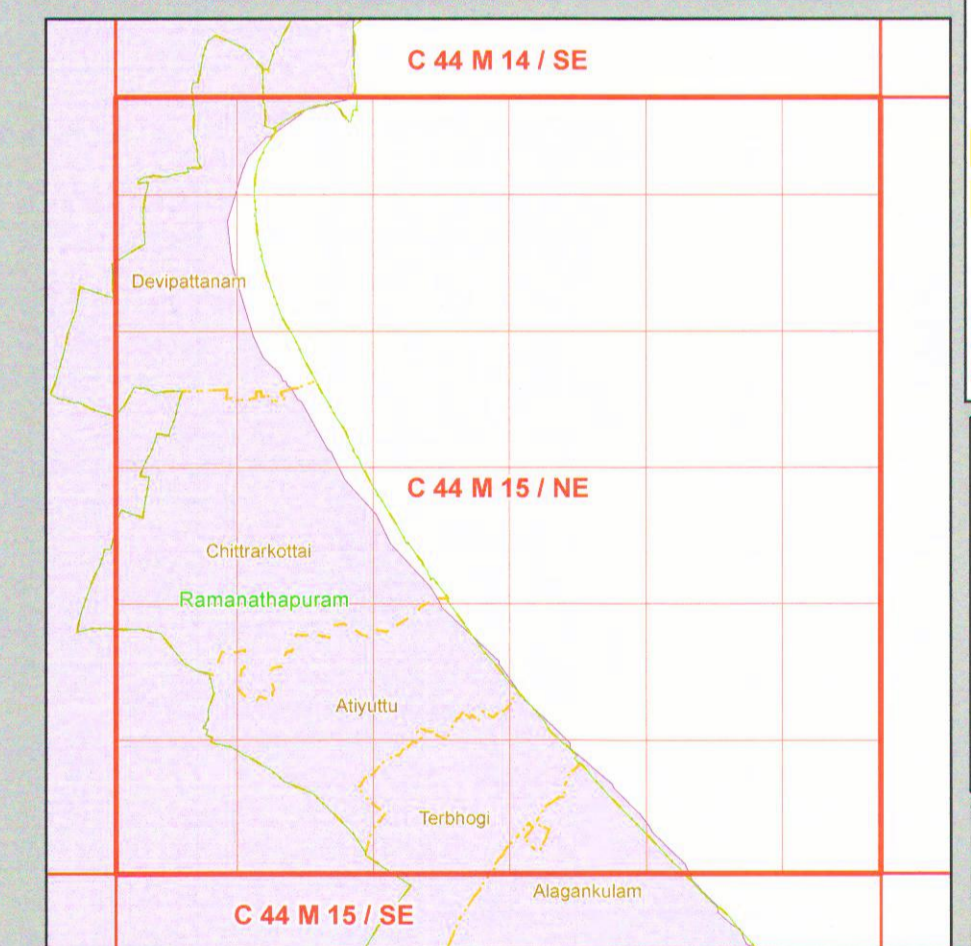 C 44 M 14 / SE
Devipattanam
C 44 M 15 / NE
Chittrarkottai
Ramanathapuram
Atiyuttu
Terbhogi
Alagankulam
C 44 M 15 / SE